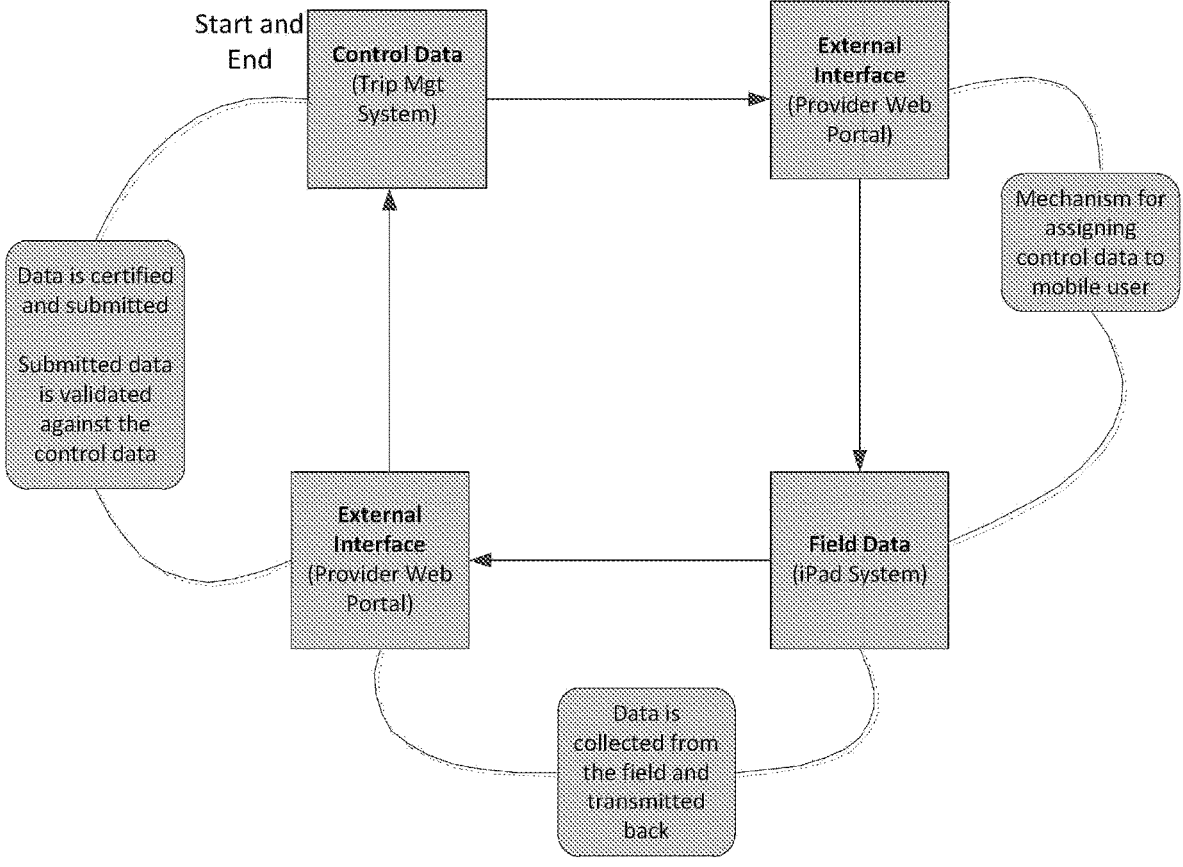 Start and
End
Control Data
(Trip Mgt
System)
External
Interface
(Provider Web
Portal)
Mechanism for
assigning
control data to
mobile user
Data is certified
and submitted
Submitted data
is validated
against the
control data
External
Interface
(Provider Web
Portal)
Field Data
(iPad System)
Data is
collected from
the field and
transmitted
back